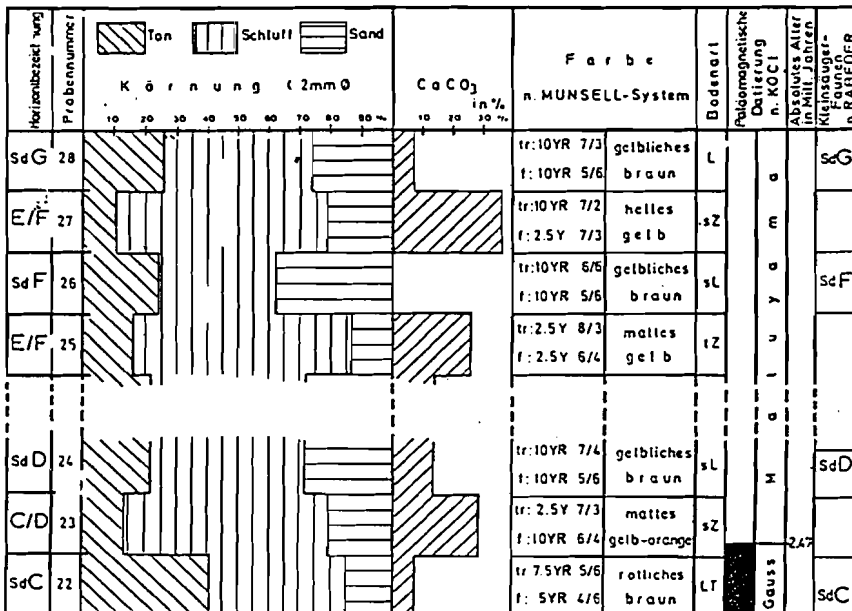 Horizontbezeichnung
Probennummer
Ton Schluff Sand
Körnung (2mmØ
10 20 30 40 50 60 70 80 90 %
CaCO3
in %
10 20 30 %
Farbe
n. MUNSELL-System
Bodenart
Paläomagnetische
Datierung
n. KOCI
Absolutes Alter
in Mill. Jahren
Kleinsäuger-
Faunen
n. RABEDER
SdG 28 tr:10YR 7/3 gelbliches L SdG
f:10YR 5/6 braun
E/F 27 tr:10YR 7/2 helles sZ
f:2.5Y 7/3 gelb
SdF 26 tr:10YR 6/6 gelbliches sL SdF
f:10YR 5/6 braun
E/F 25 tr:2.5Y 8/3 mattes tZ
f:2.5Y 6/4 gelb
SdD 24 tr:10YR 7/4 gelbliches sL SdD
f:10YR 5/6 braun
C/D 23 tr:2.5Y 7/3 mattes sZ
f:10YR 6/4 gelb-orange
SdC 22 tr 7.5YR 5/6 rotliches LT SdC
f: 5YR 4/6 braun
Matuyama
2,47
Gauss